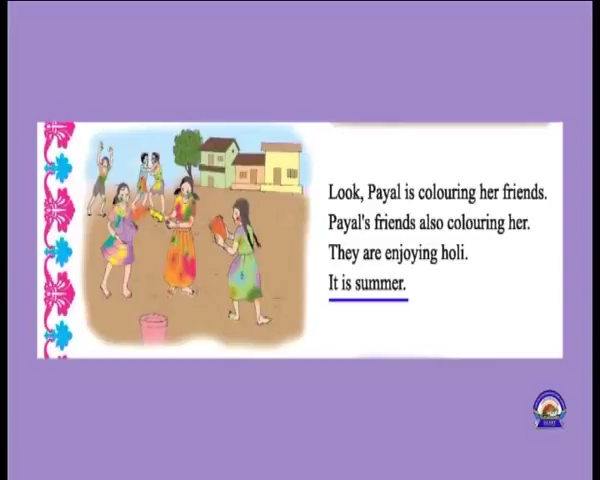 Look, Payal is colouring her friends.
Payal's friends also colouring her.
They are enjoying holi.
It is summer.